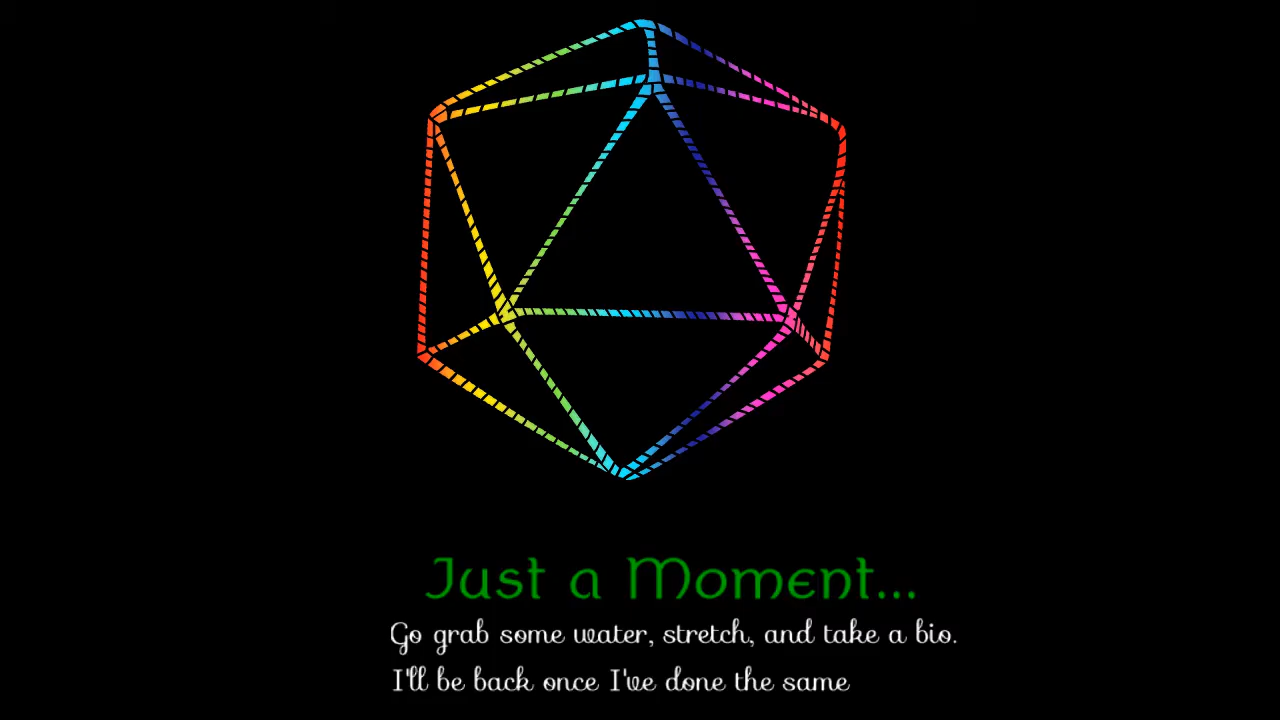 Just a Moment...
Go grab some water, stretch, and take a bio.
I'll be back once I've done the same